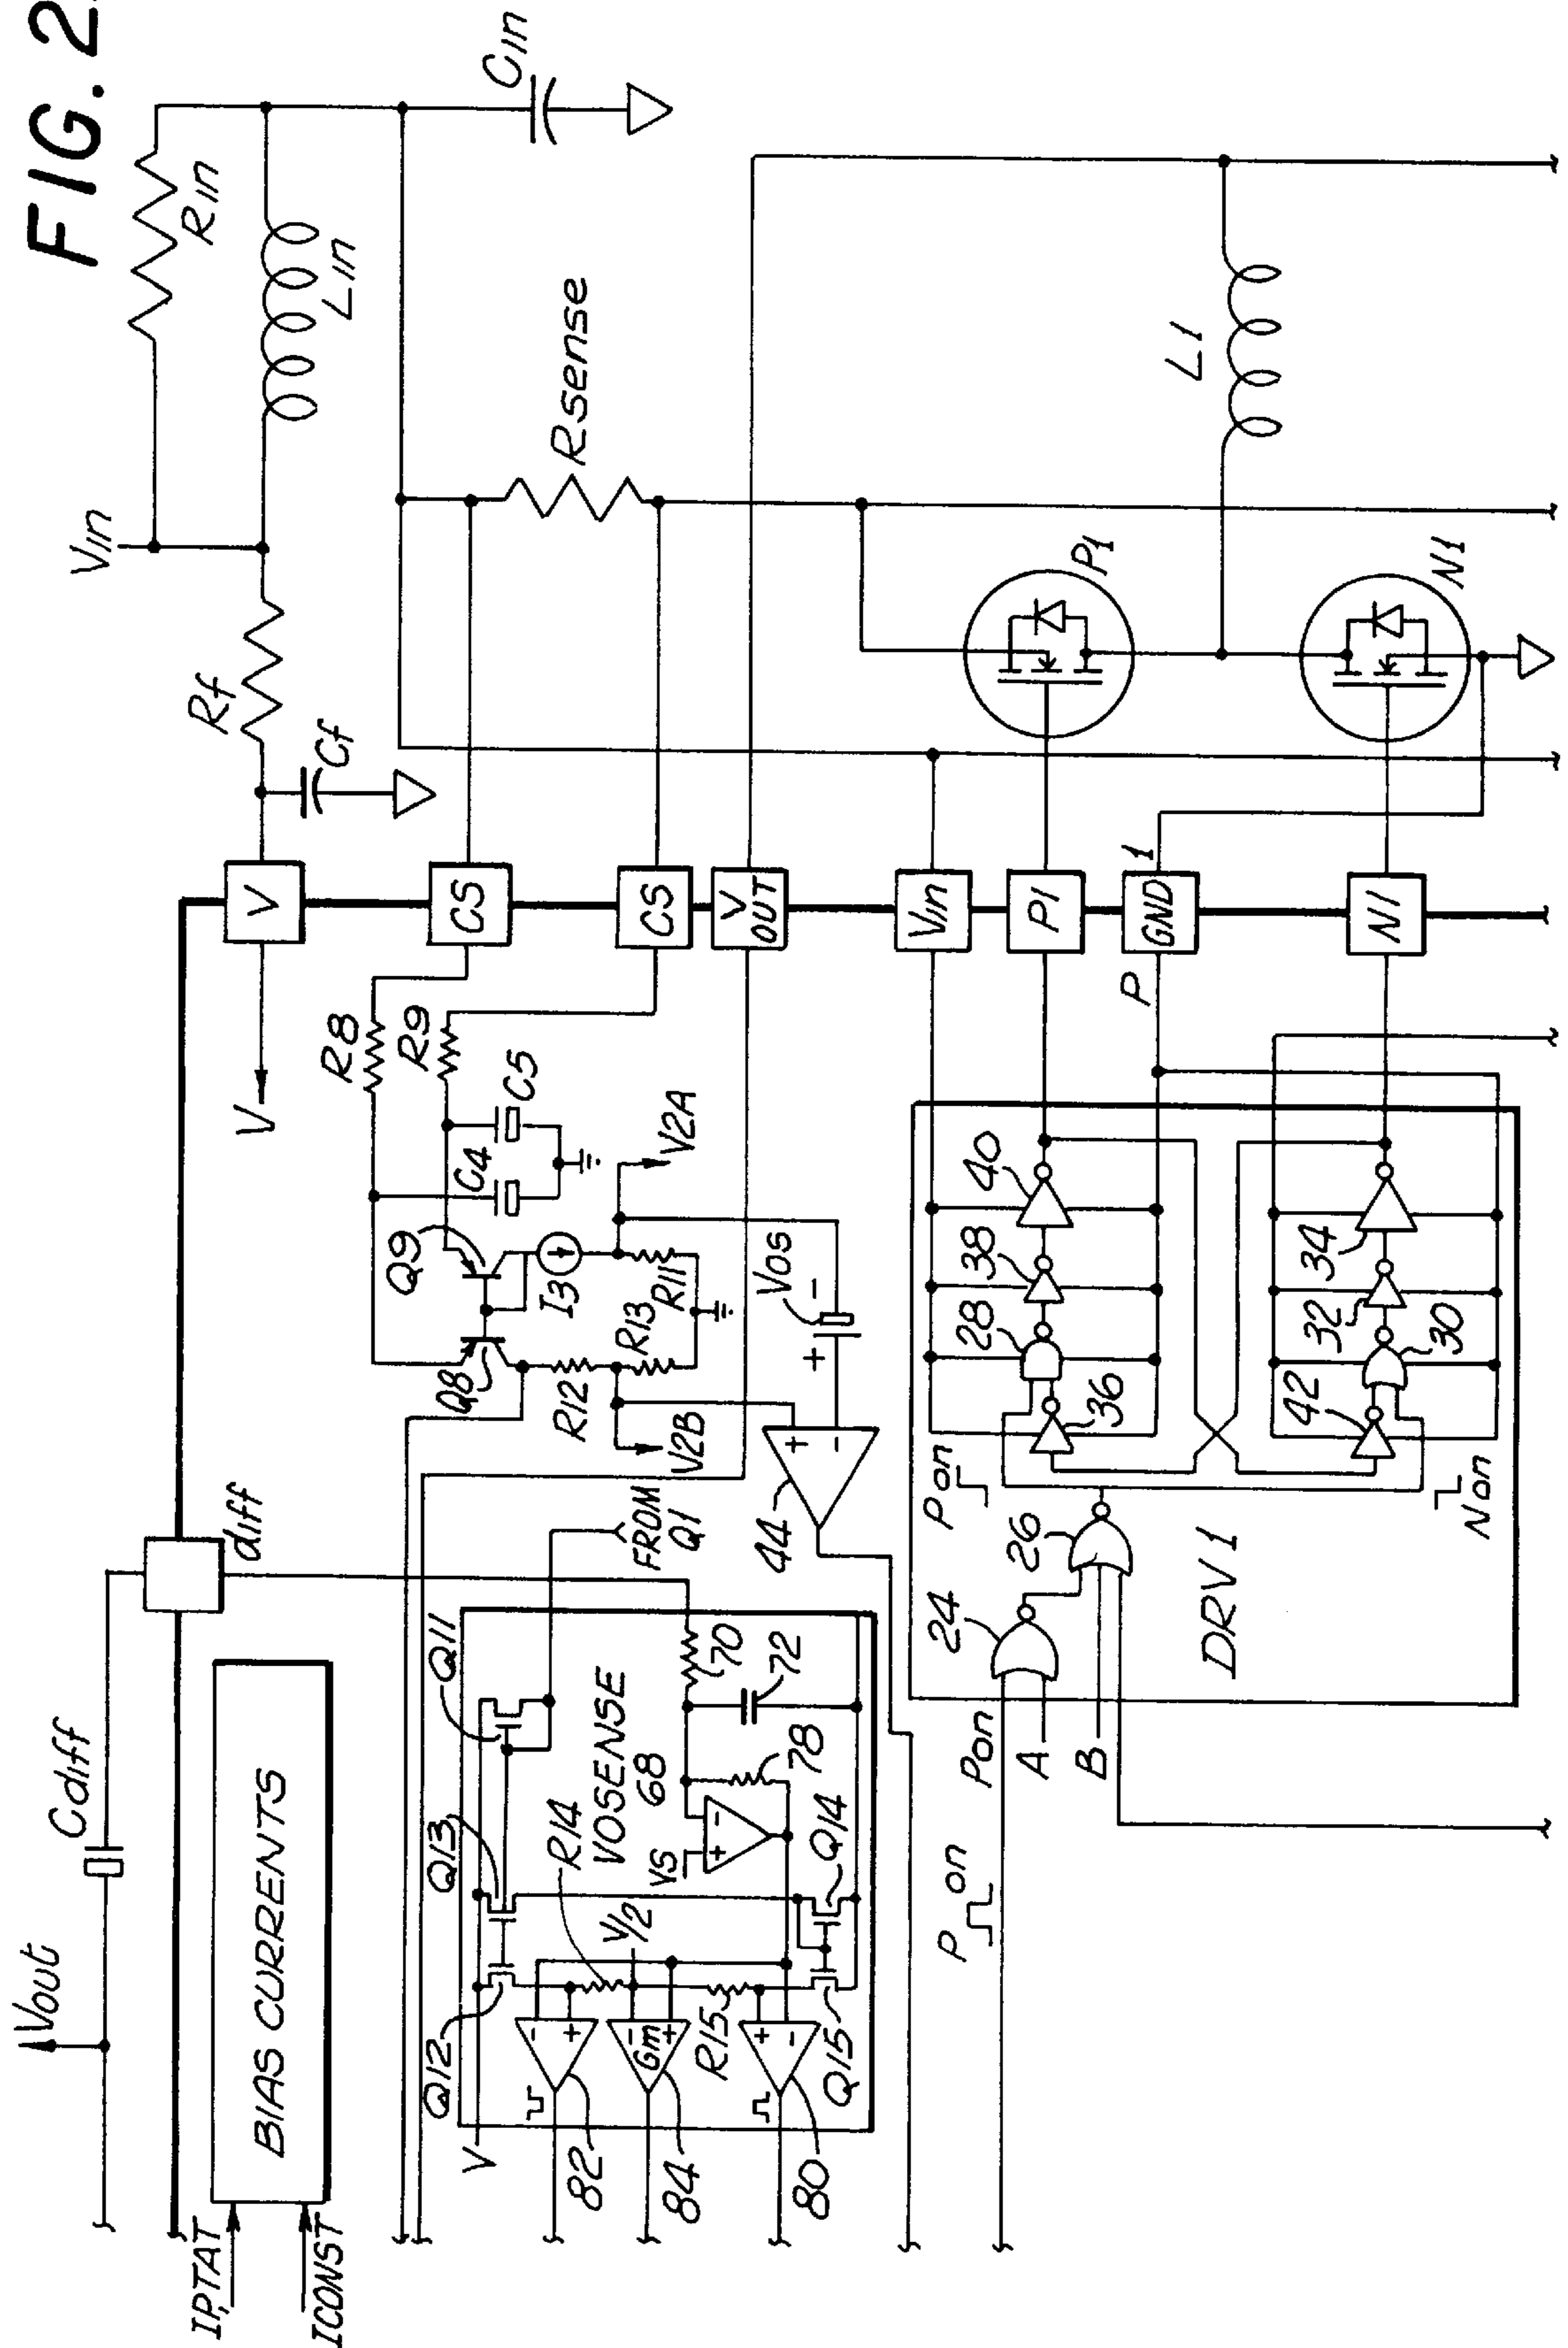 FIG. 2
Vout
Cdiff
diff
Vin
Rin
Lin
Cin
Rf
Cf
IPTAT
ICONST
BIAS CURRENTS
V
V
CS
CS
V
OUT
Vin
P1
GND
1
P
N1
Rsense
R8
R9
C4
C5
Q8
Q9
I3
V2A
R11
R12
R13
V2B
Vos
+
-
+
-
44
FROM
Q1
V
Q12
Q13
Q11
R14
VOSENSE
68
70
72
78
VS
+
-
V/2
Q14
Q15
R15
-
+
-
Gm
+
+
-
82
84
80
L1
P1
N1
Pon
40
38
28
36
34
32
30
42
Non
24
26
DRV 1
Pon
A
B
P on